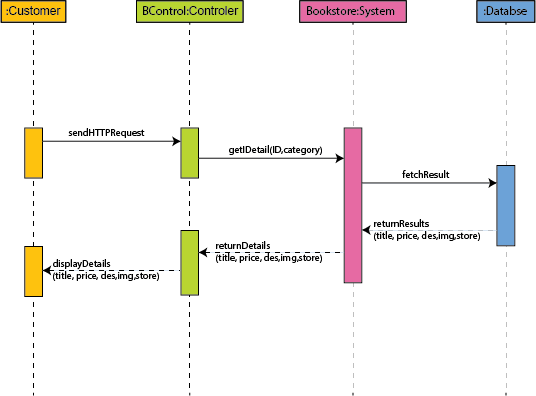 :Customer
BControl:Controler
Bookstore:System
:Databse
sendHTTPRequest
getIDetail(ID,category)
fetchResult
returnResults
(title, price, des,img,store)
returnDetails
(title, price, des,img,store)
displayDetails
(title, price, des,img,store)